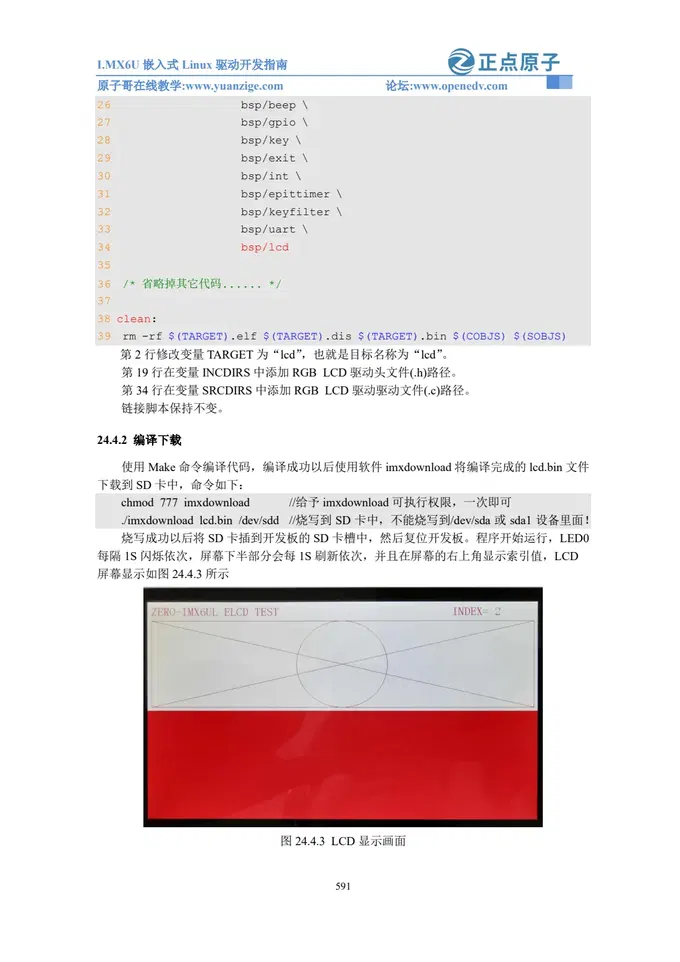 I.MX6U 嵌入式 Linux 驱动开发指南
正点原子
原子哥在线教学:www.yuanzige.com 论坛:www.openedv.com
26 bsp/beep \
27 bsp/gpio \
28 bsp/key \
29 bsp/exit \
30 bsp/int \
31 bsp/epittimer \
32 bsp/keyfilter \
33 bsp/uart \
34 bsp/lcd
35
36 /* 省略掉其它代码...... */
37
38 clean:
39 rm -rf $(TARGET).elf $(TARGET).dis $(TARGET).bin $(COBJS) $(SOBJS)
第 2 行修改变量 TARGET 为“lcd”，也就是目标名称为“lcd”。
第 19 行在变量 INCDIRS 中添加 RGB LCD 驱动头文件(.h)路径。
第 34 行在变量 SRCDIRS 中添加 RGB LCD 驱动驱动文件(.c)路径。
链接脚本保持不变。
24.4.2 编译下载
使用 Make 命令编译代码，编译成功以后使用软件 imxdownload 将编译完成的 lcd.bin 文件
下载到 SD 卡中，命令如下：
chmod 777 imxdownload //给予 imxdownload 可执行权限，一次即可
./imxdownload lcd.bin /dev/sdd //烧写到 SD 卡中，不能烧写到/dev/sda 或 sda1 设备里面！
烧写成功以后将 SD 卡插到开发板的 SD 卡槽中，然后复位开发板。程序开始运行，LED0
每隔 1S 闪烁依次，屏幕下半部分会每 1S 刷新依次，并且在屏幕的右上角显示索引值，LCD
屏幕显示如图 24.4.3 所示
ZERO-IMX6UL ELCD TEST INDEX= 2
图 24.4.3 LCD 显示画面
591